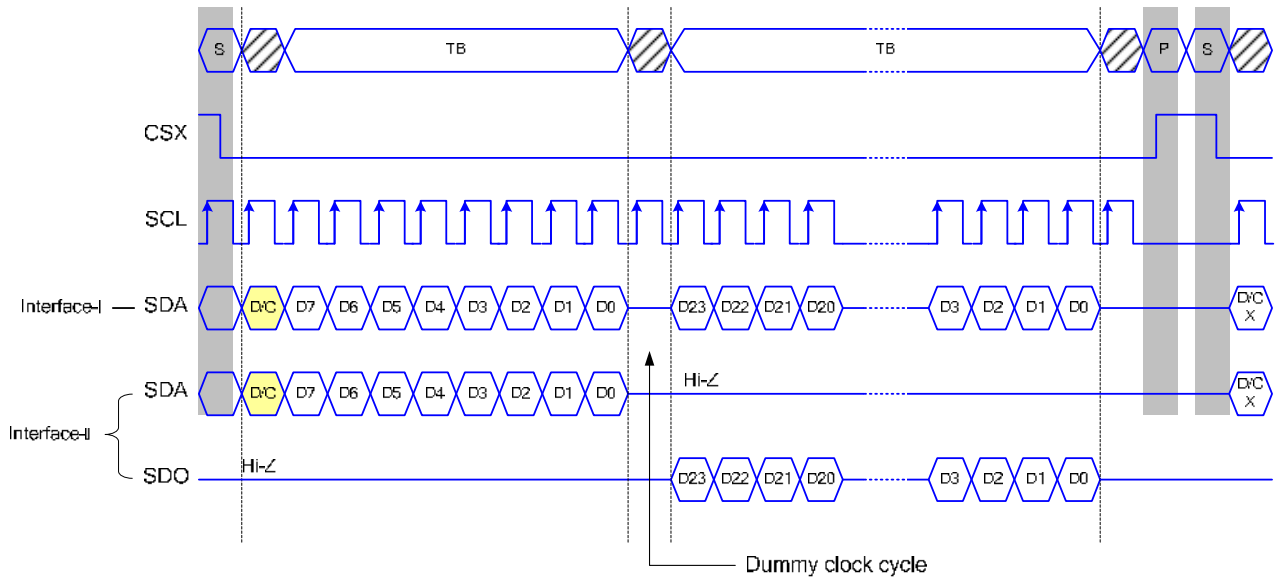 S TB TB P S
CSX
SCL
Interface-I SDA D/C D7 D6 D5 D4 D3 D2 D1 D0 D23 D22 D21 D20 D3 D2 D1 D0 D/C X
SDA D/C D7 D6 D5 D4 D3 D2 D1 D0 Hi-Z D/C X
Interface-II
SDO Hi-Z D23 D22 D21 D20 D3 D2 D1 D0
Dummy clock cycle